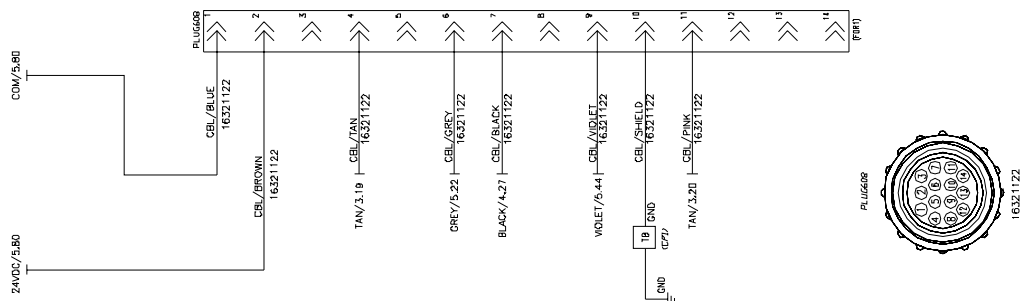 PLUG608
1 2 3 4 5 6 7 8 9 10 11 12 13 14
(FDR1)
COM/5.80
24VDC/5.80
CBL/BLUE
16321122
CBL/BROWN
16321122
CBL/TAN
16321122
TAN/3.19
CBL/GREY
16321122
GREY/5.22
CBL/BLACK
16321122
BLACK/4.27
CBL/VIOLET
16321122
VIOLET/5.44
CBL/SHIELD
16321122
GND
TB
GND
CBL/PINK
16321122
TAN/3.20
PLUG608
1 2 3 4 5 6 7 8 9 10 11 12 13 14
16321122